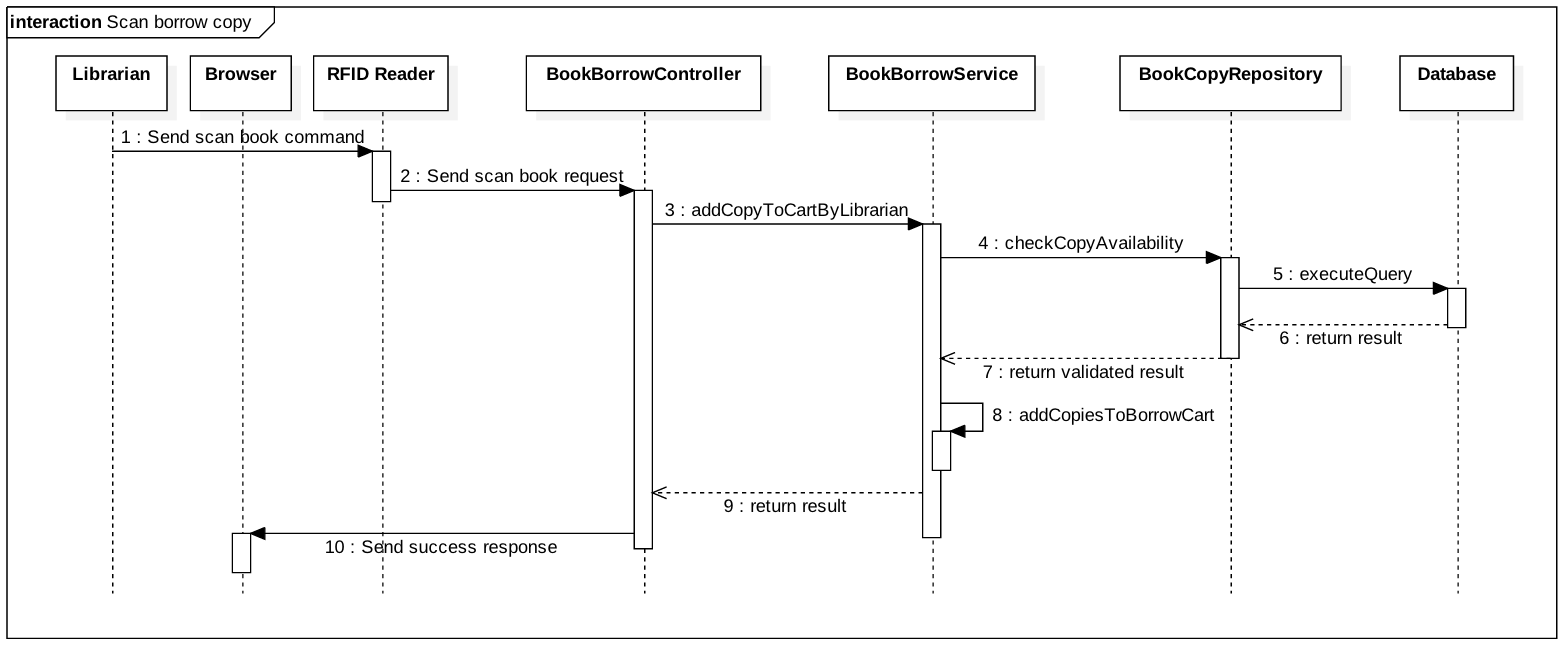 interaction Scan borrow copy
Librarian
Browser
RFID Reader
BookBorrowController
BookBorrowService
BookCopyRepository
Database
1 : Send scan book command
2 : Send scan book request
3 : addCopyToCartByLibrarian
4 : checkCopyAvailability
5 : executeQuery
6 : return result
7 : return validated result
8 : addCopiesToBorrowCart
9 : return result
10 : Send success response